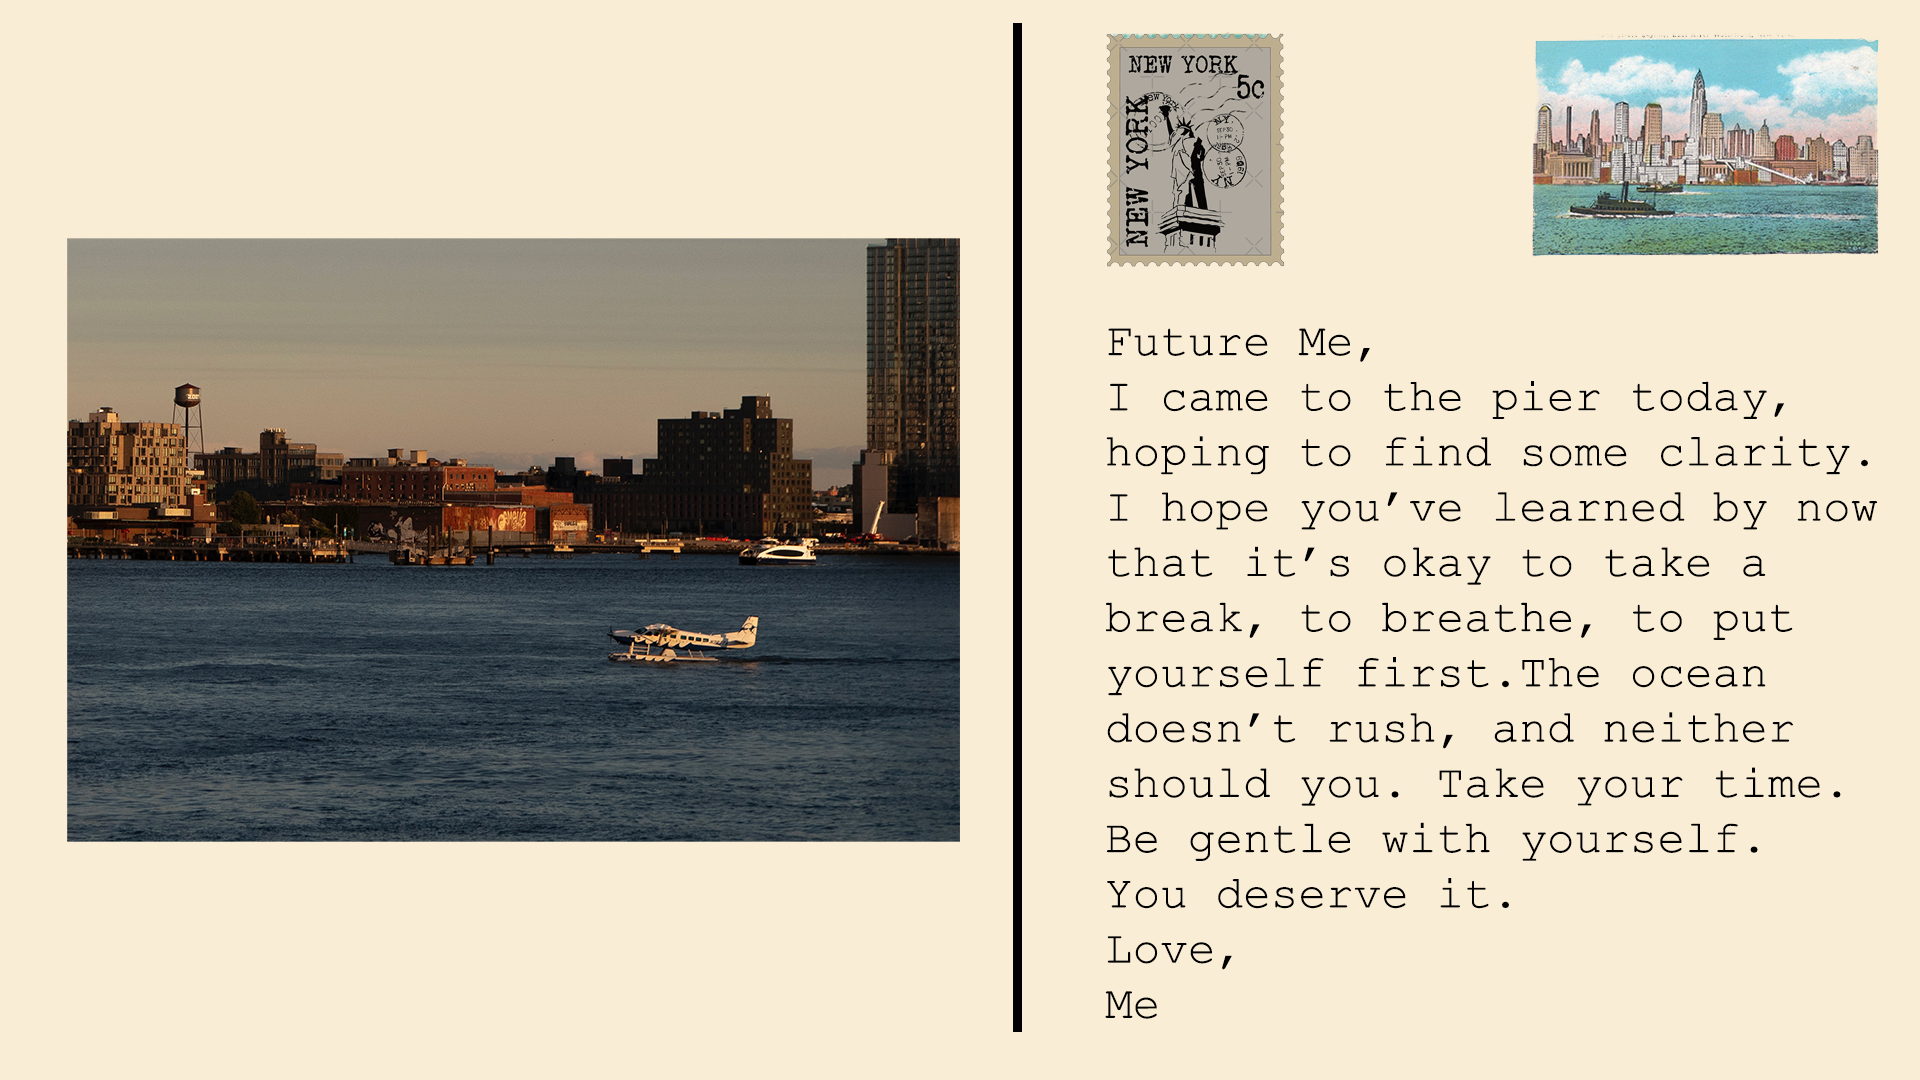 NEW YORK
5c
NEW YORK
New York
N.Y.
Future Me,
I came to the pier today,
hoping to find some clarity.
I hope you’ve learned by now
that it’s okay to take a
break, to breathe, to put
yourself first.The ocean
doesn’t rush, and neither
should you. Take your time.
Be gentle with yourself.
You deserve it.
Love,
Me